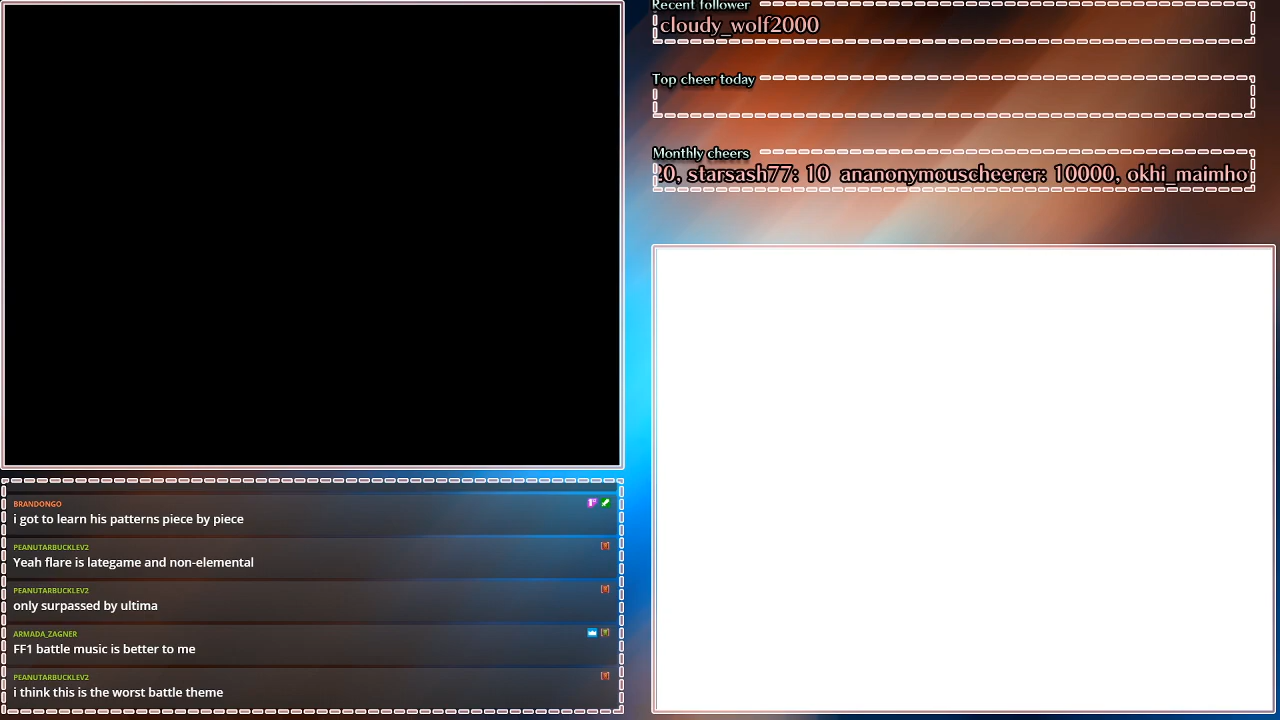 Recent follower
cloudy_wolf2000
Top cheer today
Monthly cheers
20, starsash77: 10 ananonymouscheerer: 10000, okhi_maimho
BRANDONGO
i got to learn his patterns piece by piece
PEANUTARBUCKLEV2
Yeah flare is lategame and non-elemental
PEANUTARBUCKLEV2
only surpassed by ultima
ARMADA_ZAGNER
FF1 battle music is better to me
PEANUTARBUCKLEV2
i think this is the worst battle theme